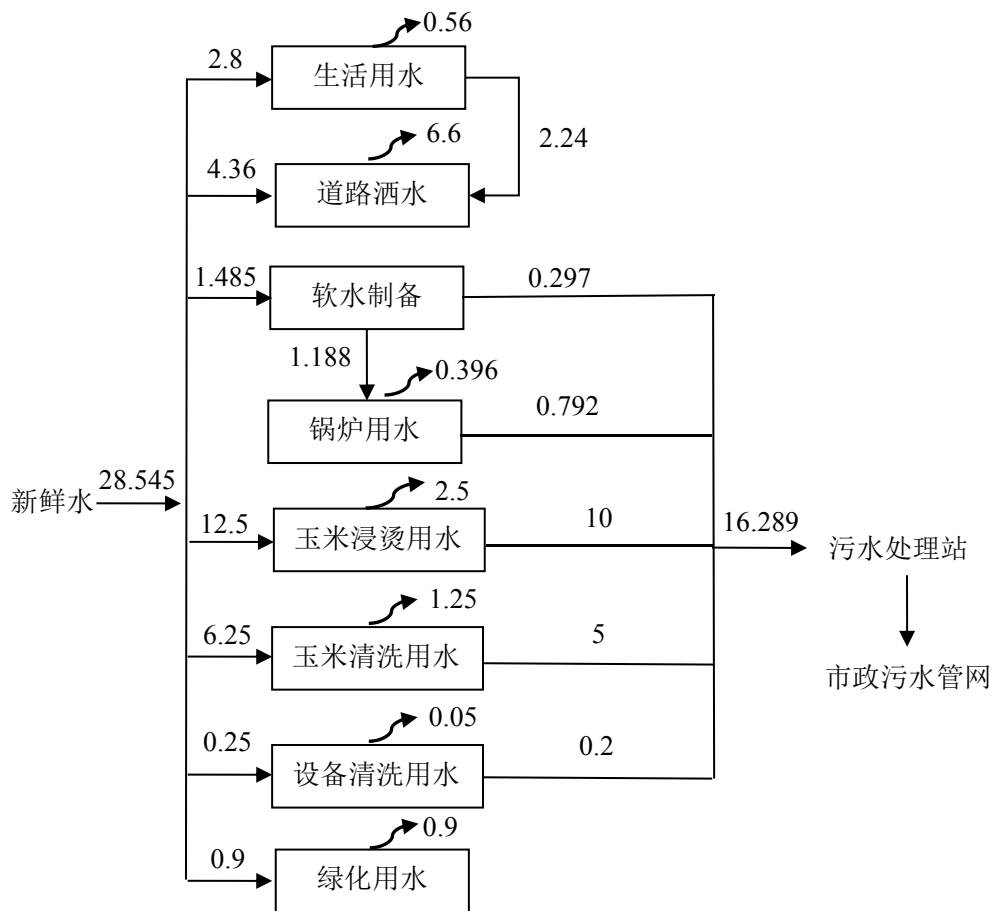 0.56
2.8
生活用水
6.6
2.24
4.36
道路洒水
1.485
软水制备
0.297
1.188
0.396
锅炉用水
0.792
新鲜水
28.545
2.5
12.5
玉米浸烫用水
10
16.289
污水处理站
1.25
6.25
玉米清洗用水
5
市政污水管网
0.05
0.25
设备清洗用水
0.2
0.9
0.9
绿化用水